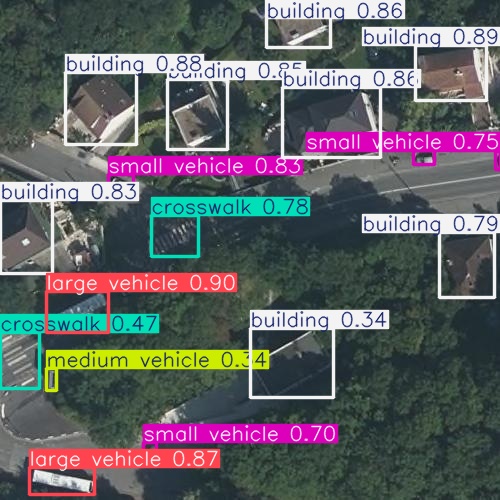 building 0.86
building 0.89
building 0.88
building 0.85
building 0.86
small vehicle 0.75
small vehicle 0.83
building 0.83
crosswalk 0.78
building 0.79
large vehicle 0.90
crosswalk 0.47
building 0.34
medium vehicle 0.34
small vehicle 0.70
large vehicle 0.87